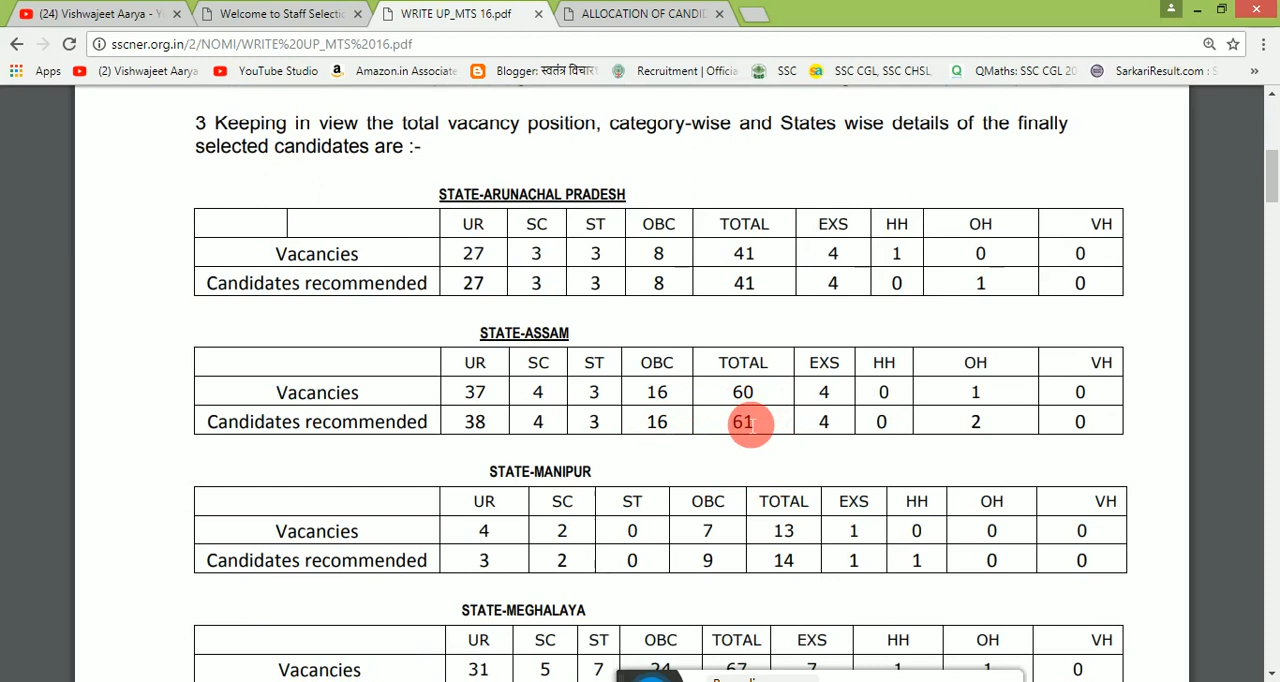 (24) Vishwajeet Aarya - Y
Welcome to Staff Selecti
WRITE UP_MTS 16.pdf
ALLOCATION OF CANDID
sscner.org.in/2/NOMI/WRITE%20UP_MTS%2016.pdf
Apps (2) Vishwajeet Aarya YouTube Studio Amazon.in Associate Blogger: स्वतंत्र विचार Recruitment | Officia SSC SSC CGL, SSC CHSL, QMaths: SSC CGL 20 SarkariResult.com : S »
3 Keeping in view the total vacancy position, category-wise and States wise details of the finally
selected candidates are :-
STATE-ARUNACHAL PRADESH
UR SC ST OBC TOTAL EXS HH OH VH
Vacancies 27 3 3 8 41 4 1 0 0
Candidates recommended 27 3 3 8 41 4 0 1 0
STATE-ASSAM
UR SC ST OBC TOTAL EXS HH OH VH
Vacancies 37 4 3 16 60 4 0 1 0
Candidates recommended 38 4 3 16 61 4 0 2 0
STATE-MANIPUR
UR SC ST OBC TOTAL EXS HH OH VH
Vacancies 4 2 0 7 13 1 0 0 0
Candidates recommended 3 2 0 9 14 1 1 0 0
STATE-MEGHALAYA
UR SC ST OBC TOTAL EXS HH OH VH
Vacancies 31 5 7 24 67 7 1 1 0